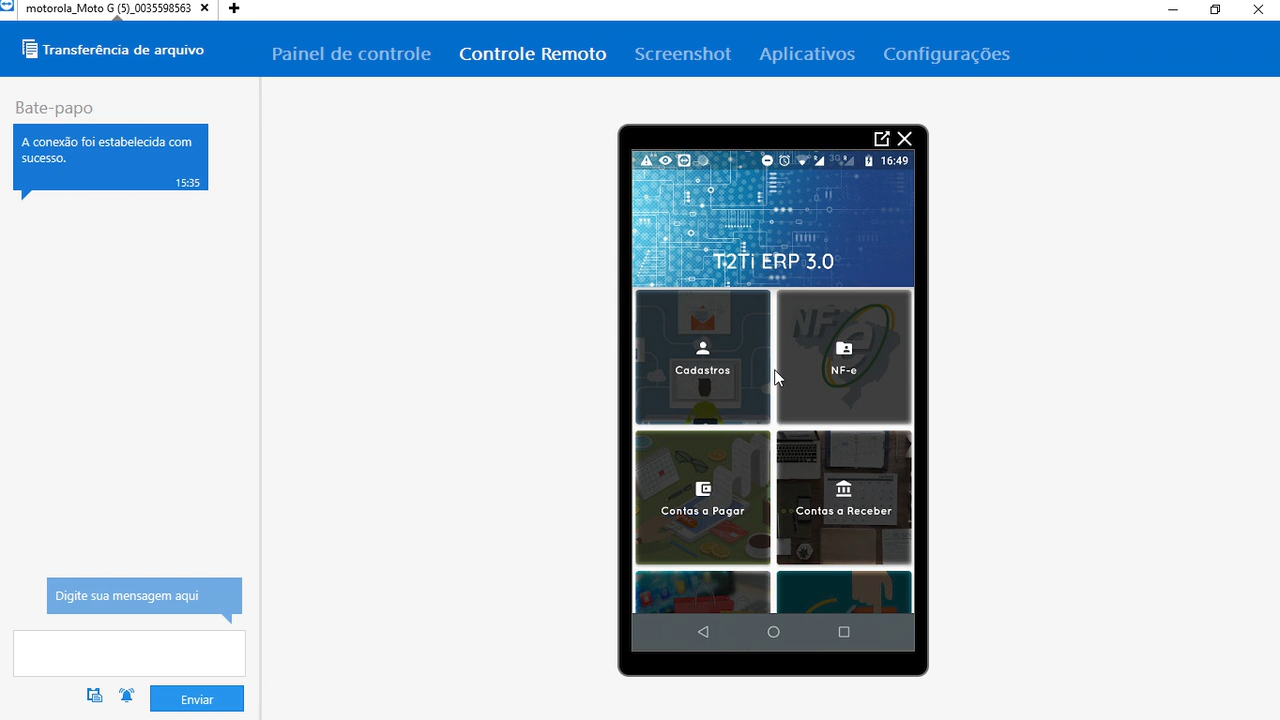 motorola_Moto G (5)_0035598563
Transferência de arquivo
Painel de controle
Controle Remoto
Screenshot
Aplicativos
Configurações
Bate-papo
A conexão foi estabelecida com
sucesso.
15:35
3G
16:49
T2Ti ERP 3.0
NFe
Cadastros
NF-e
Contas a Pagar
Contas a Receber
Digite sua mensagem aqui
Enviar